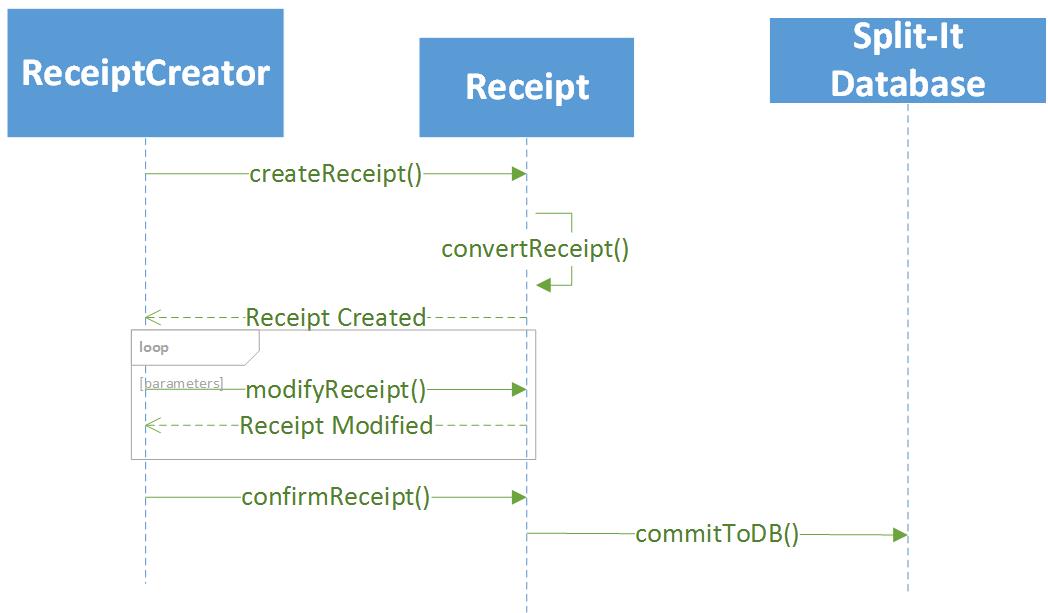 ReceiptCreator
Receipt
Split-It
Database
createReceipt()
convertReceipt()
Receipt Created
loop
[parameters]
modifyReceipt()
Receipt Modified
confirmReceipt()
commitToDB()